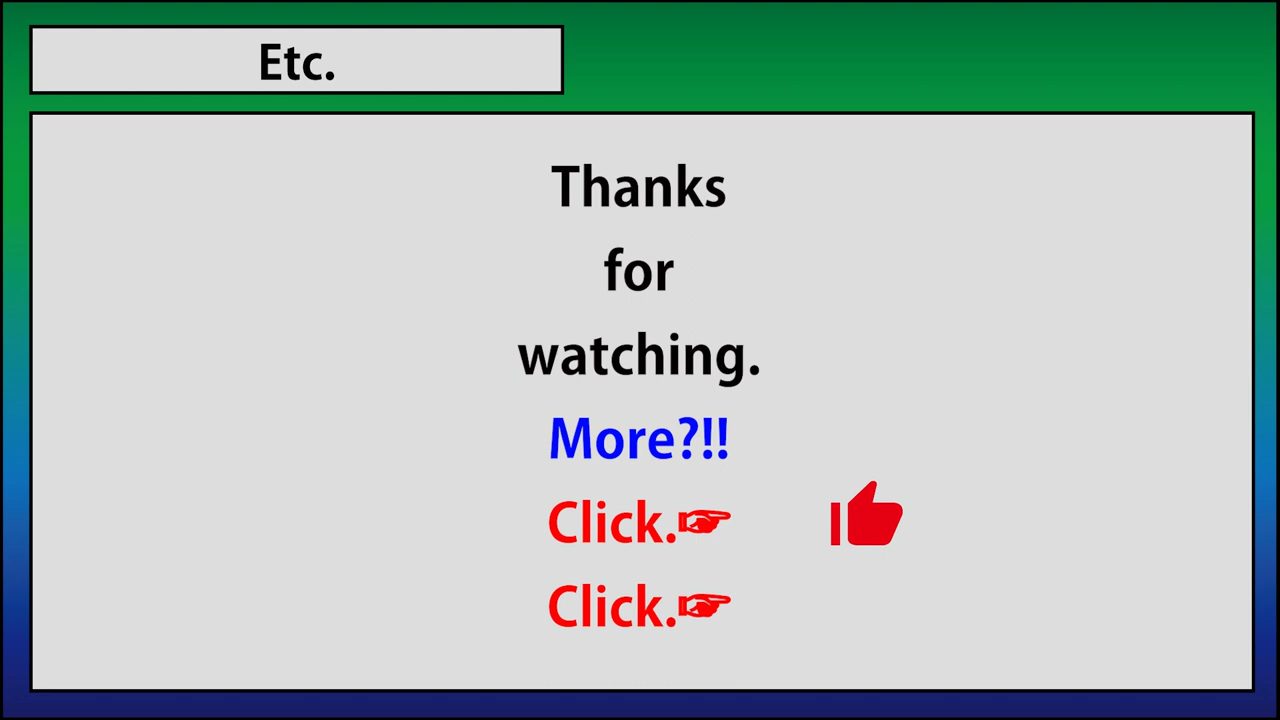 Etc.
Thanks
for
watching.
More?!!
Click.☞
Click.☞